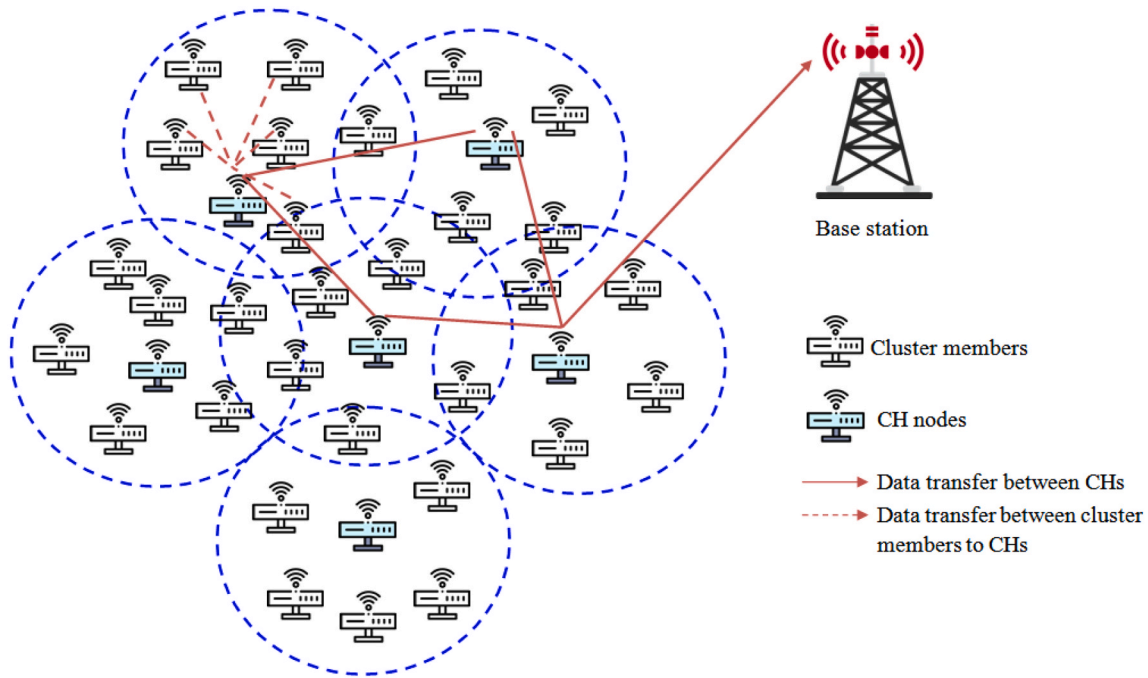 Base station
Cluster members
CH nodes
Data transfer between CHs
Data transfer between cluster
members to CHs